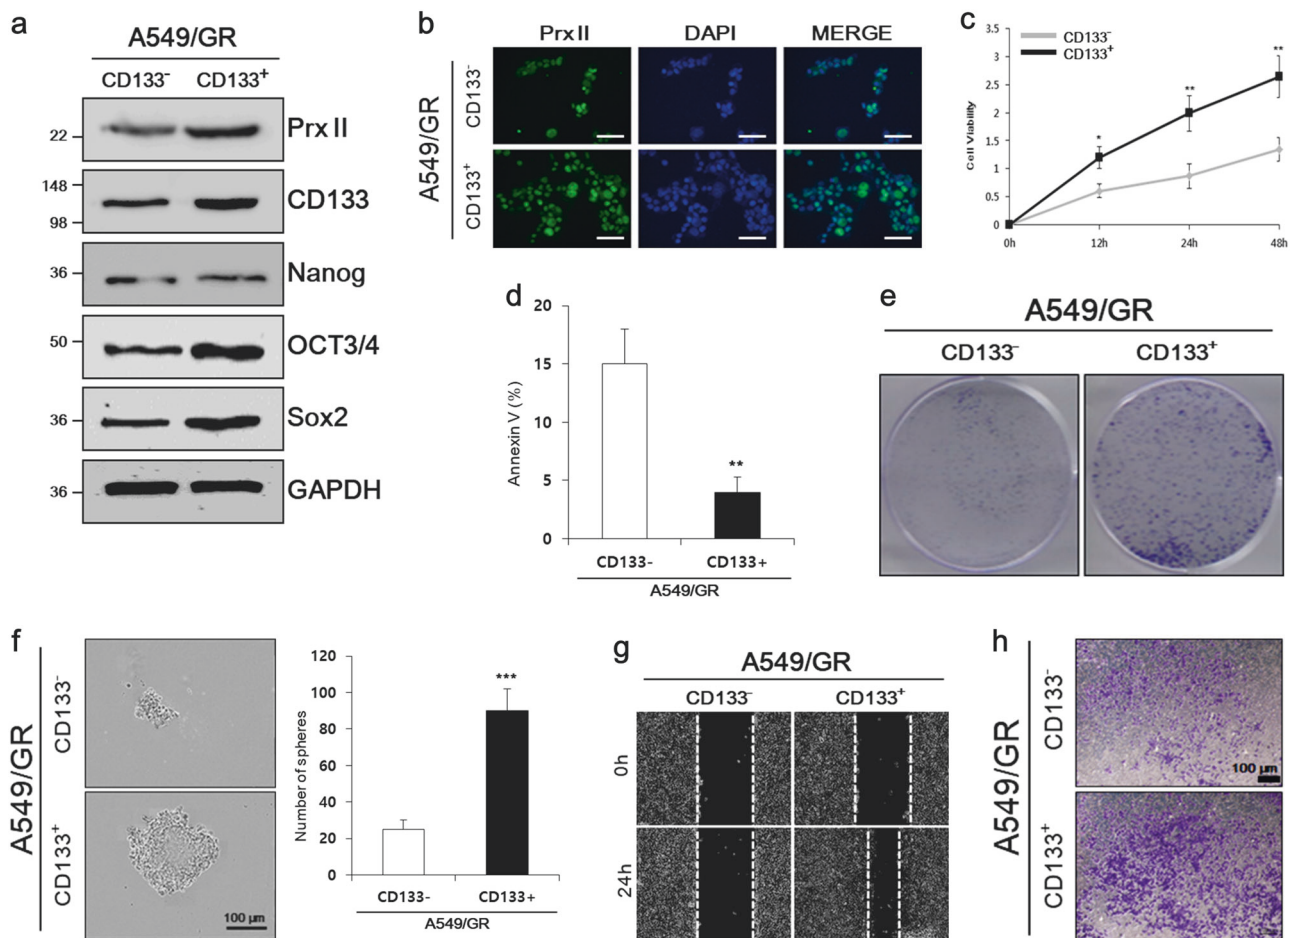 a
A549/GR
CD133⁻ CD133⁺
22 Prx II
148
98 CD133
36 Nanog
50 OCT3/4
36 Sox2
36 GAPDH
b
Prx II DAPI MERGE
A549/GR
CD133⁻
CD133⁺
c
CD133⁻
CD133⁺
Cell Viability
3.5
3
2.5
2
1.5
1
0.5
0
* ** **
0h 12h 24h 48h
d
Annexin V (%)
20
15
10
5
0
**
CD133- CD133+
A549/GR
e
A549/GR
CD133⁻ CD133⁺
f
A549/GR
CD133⁻
CD133⁺
100 μm
Number of spheres
120
100
80
60
40
20
0
***
CD133- CD133+
A549/GR
g
A549/GR
CD133⁻ CD133⁺
0h
24h
h
A549/GR
CD133⁻
CD133⁺
100 μm